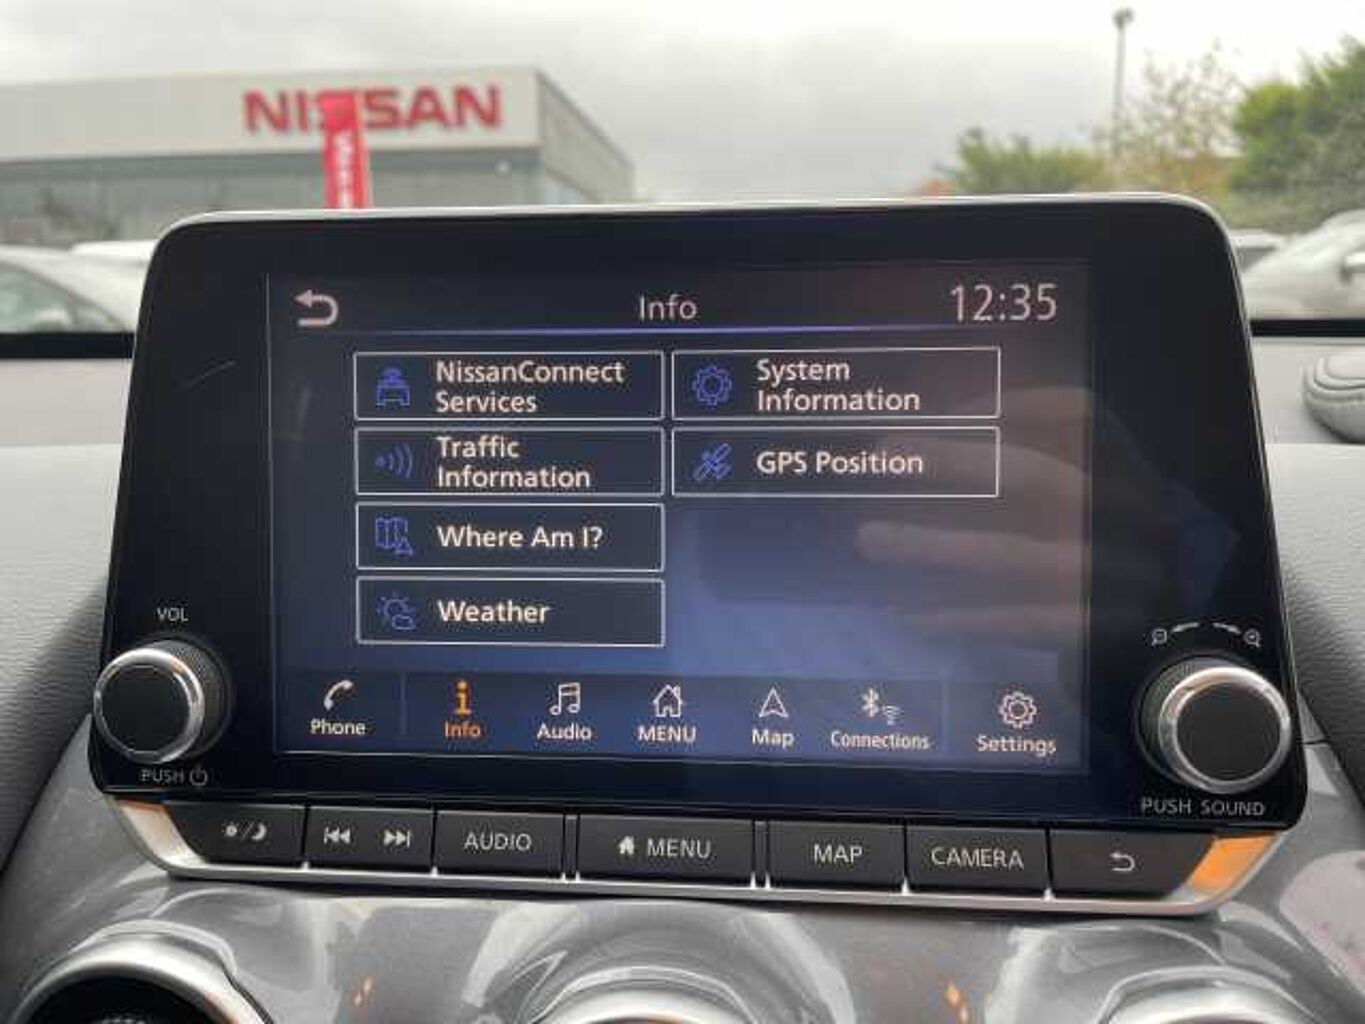 NISSAN
Info
12:35
NissanConnect
Services
System
Information
Traffic
Information
GPS Position
Where Am I?
Weather
VOL
PUSH
Phone
Info
Audio
MENU
Map
Connections
Settings
PUSH SOUND
AUDIO
MENU
MAP
CAMERA